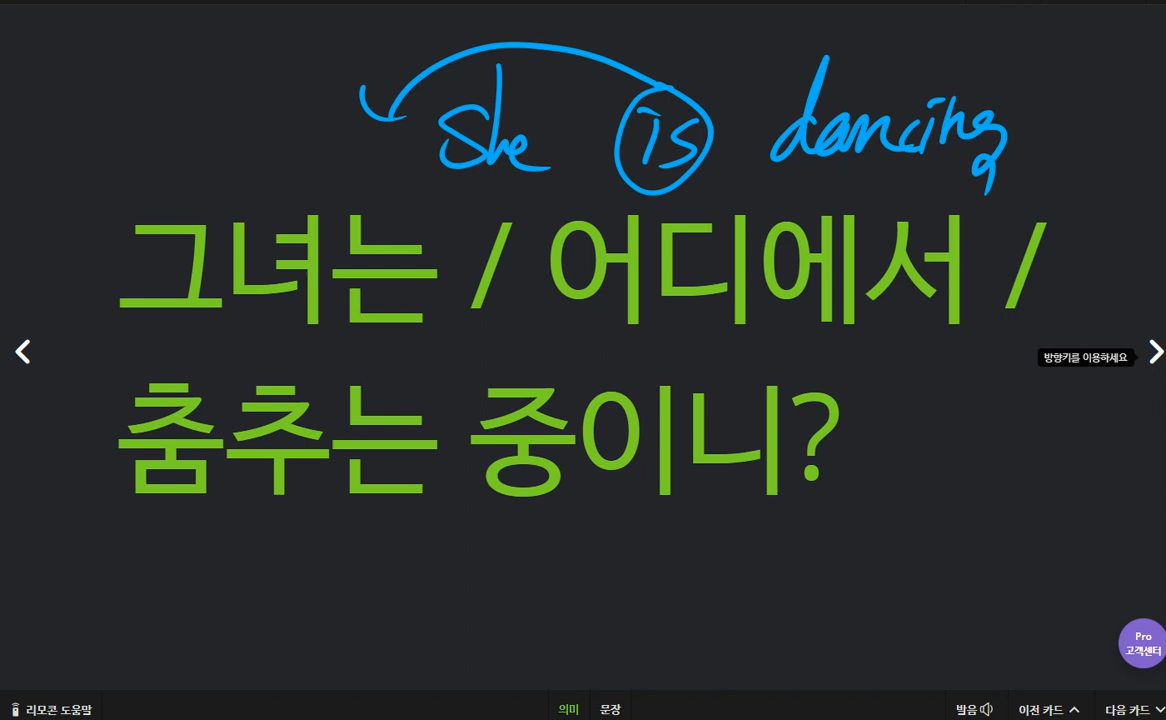 she is dancing
그녀는 / 어디에서 /
춤추는 중이니?
방향키를 이용하세요
Pro
고객센터
리모콘 도움말
의미
문장
발음
이전 카드
다음 카드